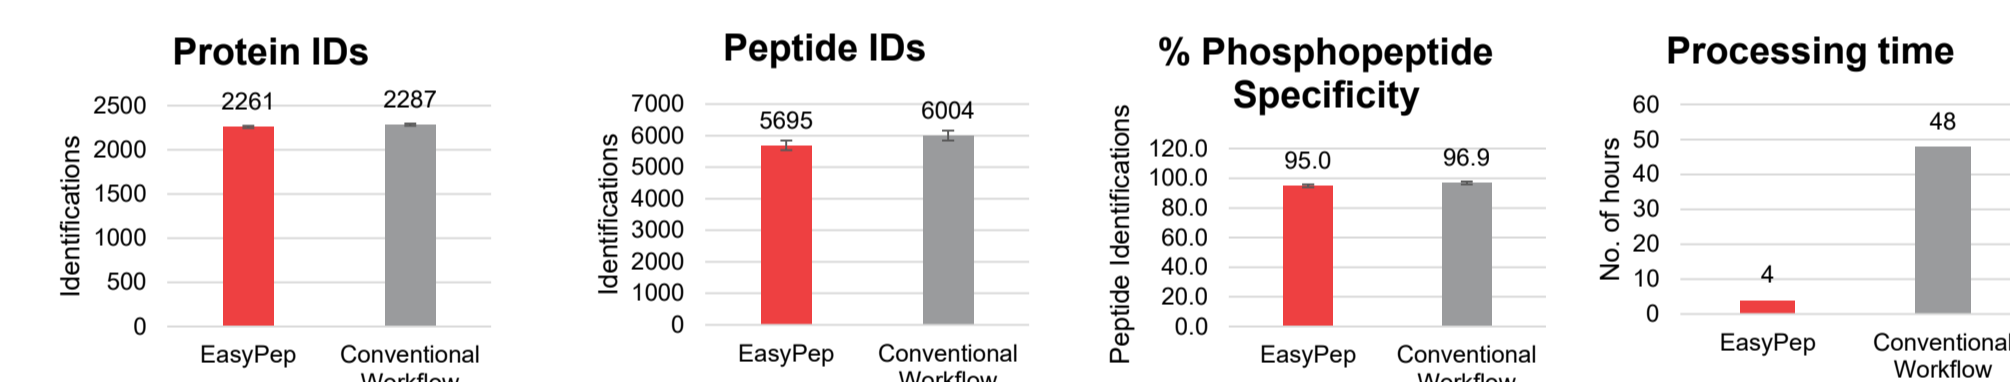 Protein IDs
Identifications
2500
2000
1500
1000
500
0
2261
2287
EasyPep
Conventional
Workflow
Peptide IDs
Identifications
7000
6000
5000
4000
3000
2000
1000
0
5695
6004
EasyPep
Conventional
Workflow
% Phosphopeptide
Specificity
Peptide Identifications
120.0
100.0
80.0
60.0
40.0
20.0
0.0
95.0
96.9
EasyPep
Conventional
Workflow
Processing time
No. of hours
60
50
40
30
20
10
0
4
48
EasyPep
Conventional
Workflow